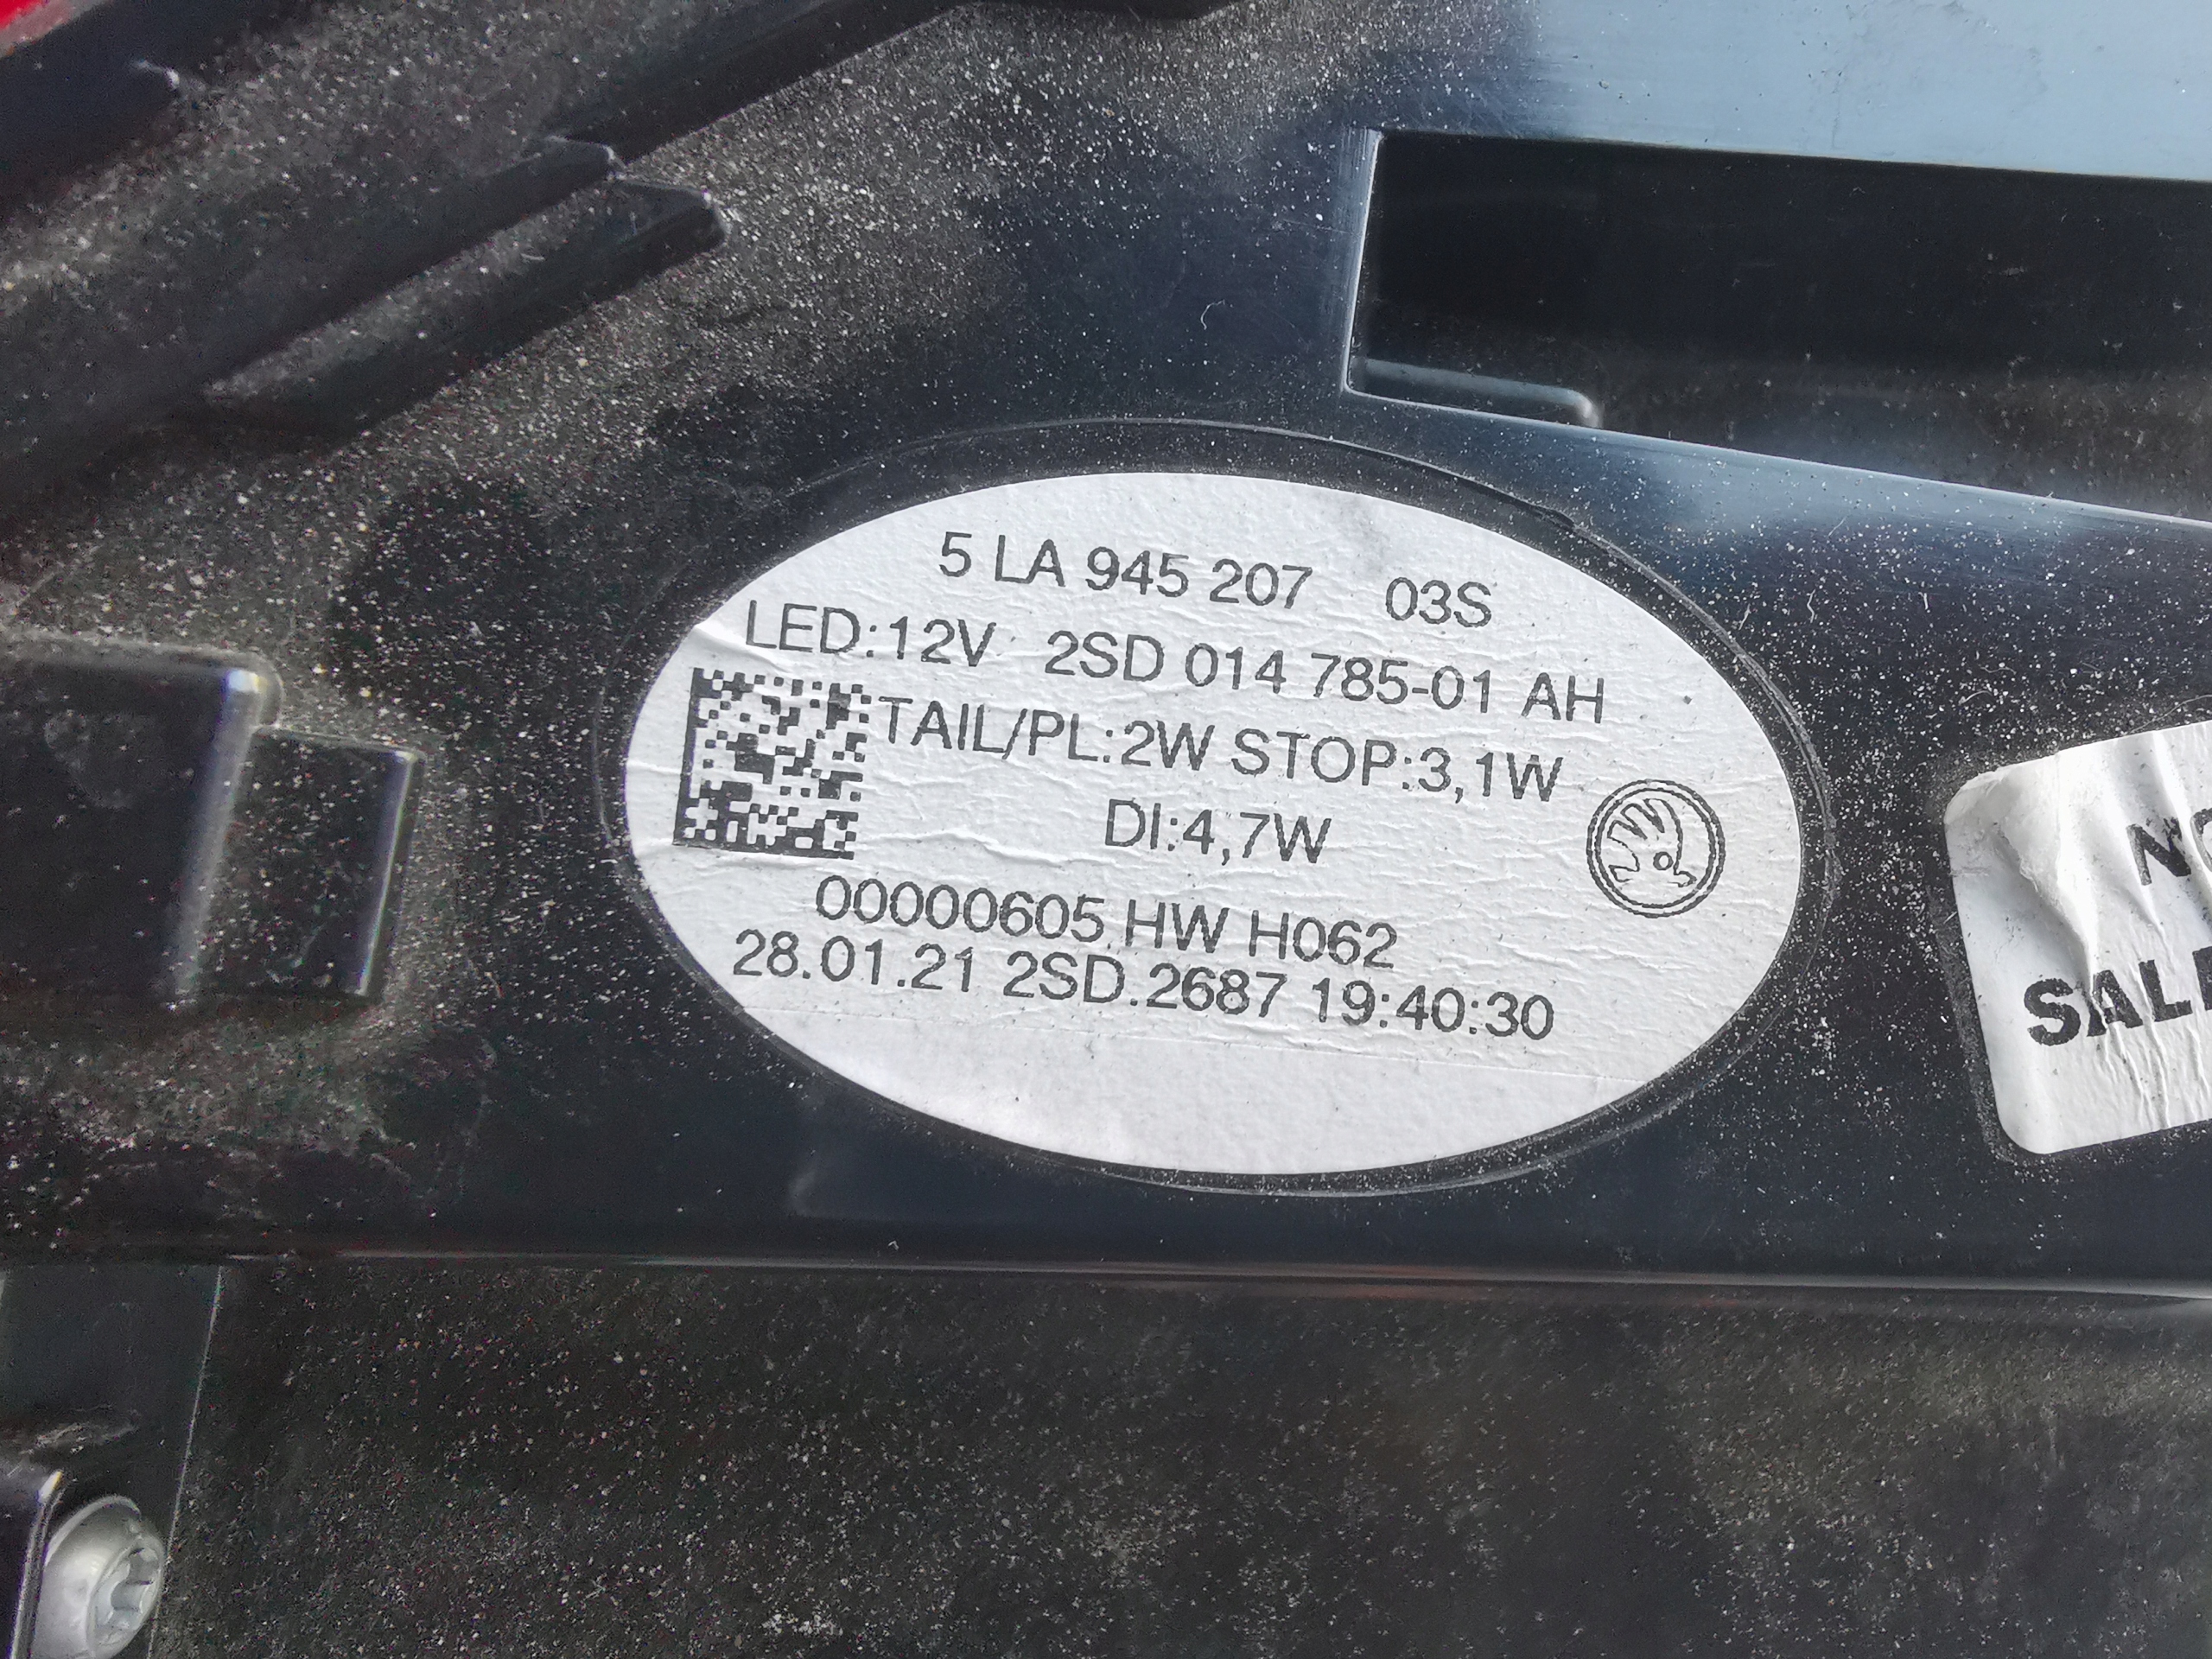 5 LA 945 207 03S
LED:12V 2SD 014 785-01 AH
TAIL/PL:2W STOP:3,1W
DI:4,7W
00000605 HW H062
28.01.21 2SD.2687 19:40:30